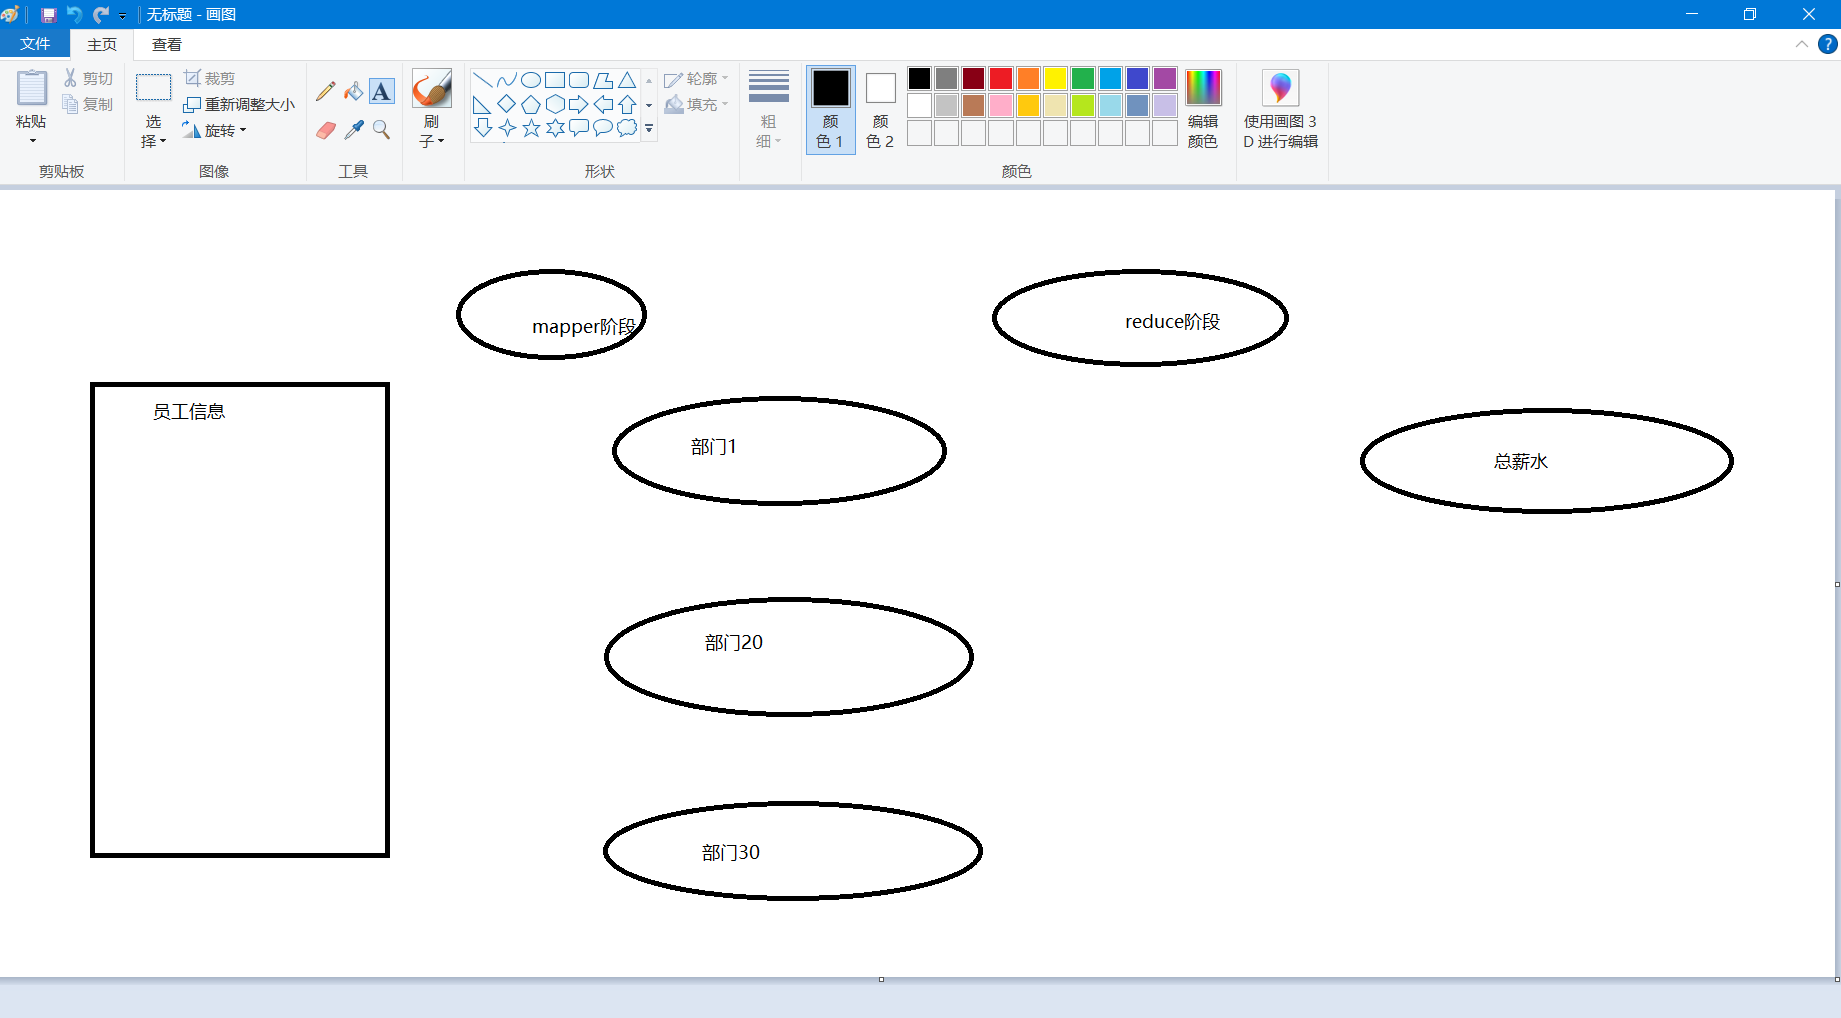 无标题 - 画图
文件 主页 查看
粘贴
剪切
复制
剪贴板
选
择
裁剪
重新调整大小
旋转
图像
A
工具
刷
子
轮廓
填充
形状
粗
细
颜
色 1
颜
色 2
编辑
颜色
颜色
使用画图 3
D 进行编辑
?
mapper阶段
reduce阶段
员工信息
部门1
总薪水
部门20
部门30